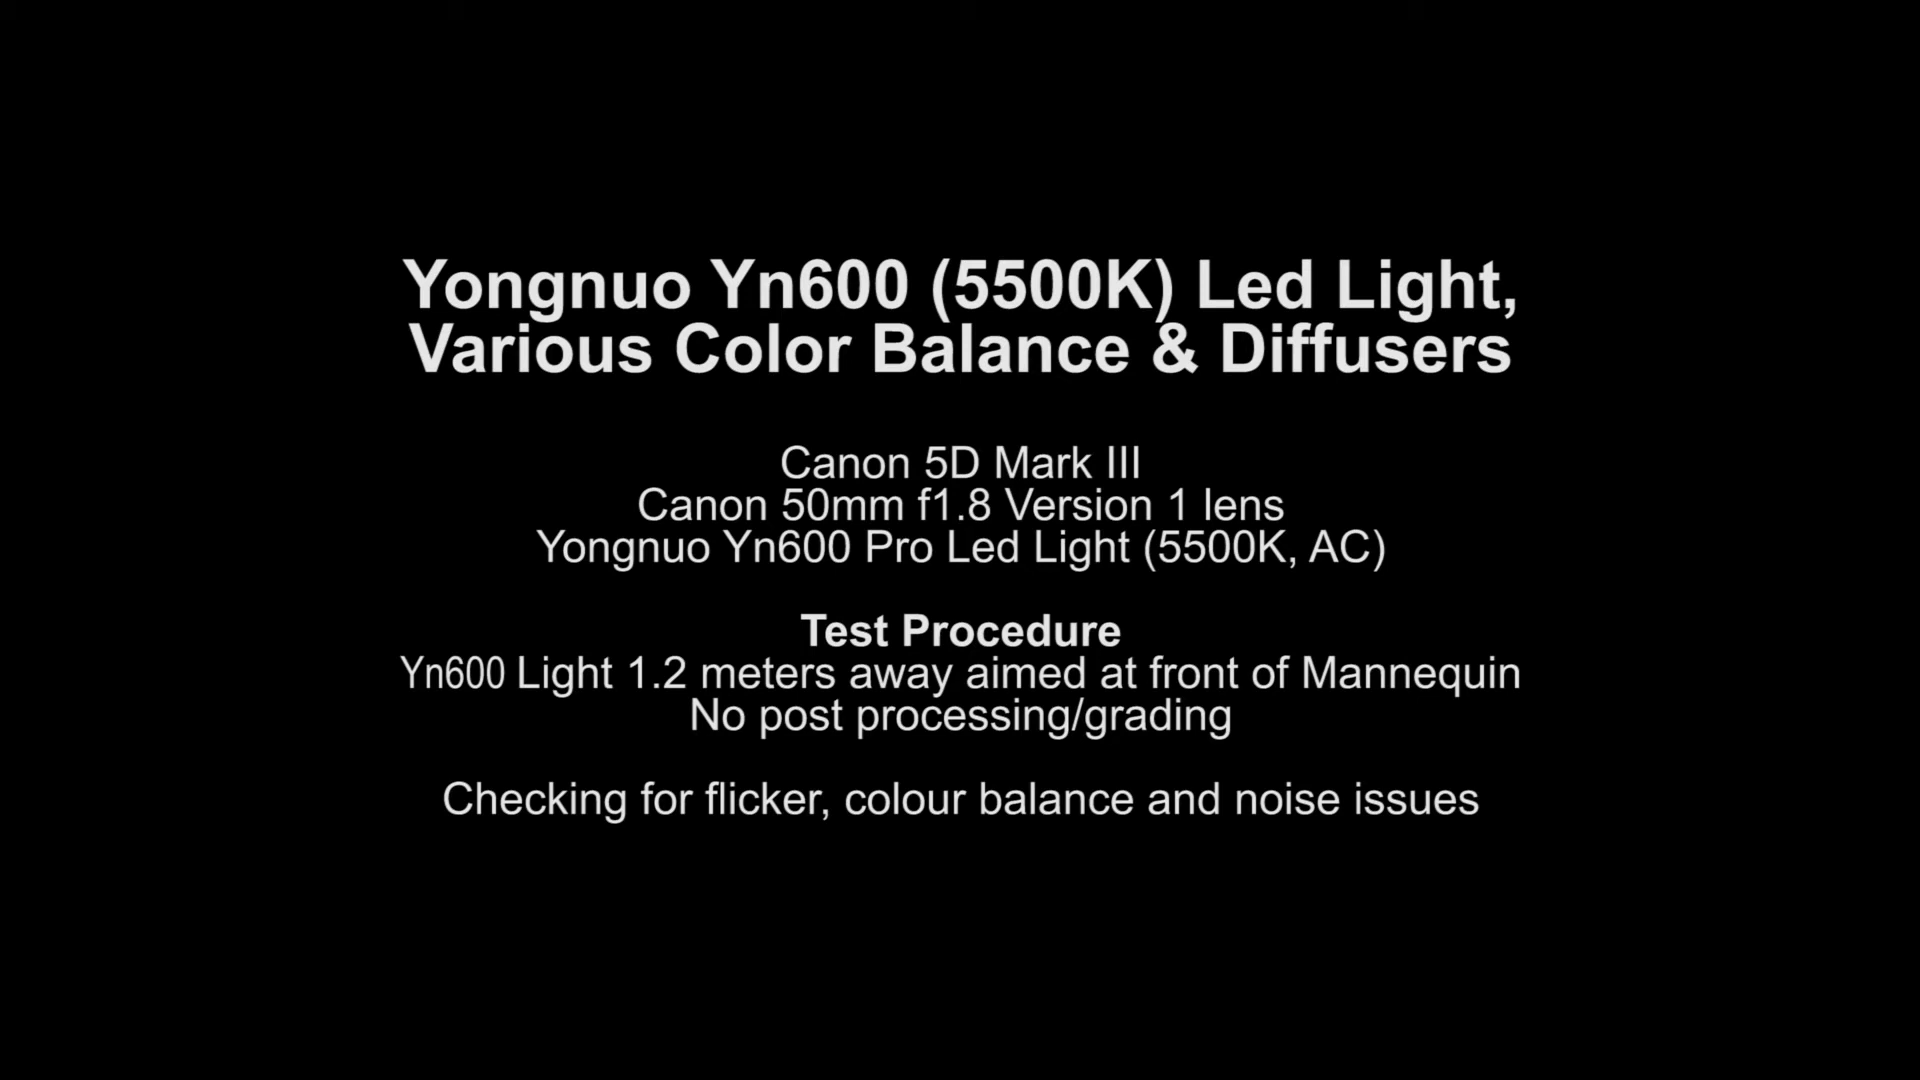 Yongnuo Yn600 (5500K) Led Light,
Various Color Balance & Diffusers
Canon 5D Mark III
Canon 50mm f1.8 Version 1 lens
Yongnuo Yn600 Pro Led Light (5500K, AC)
Test Procedure
Yn600 Light 1.2 meters away aimed at front of Mannequin
No post processing/grading
Checking for flicker, colour balance and noise issues